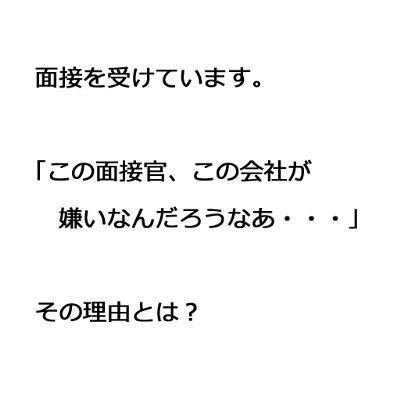 面接を受けています。
「この面接官、この会社が
嫌いなんだろうなあ・・・」
その理由とは？